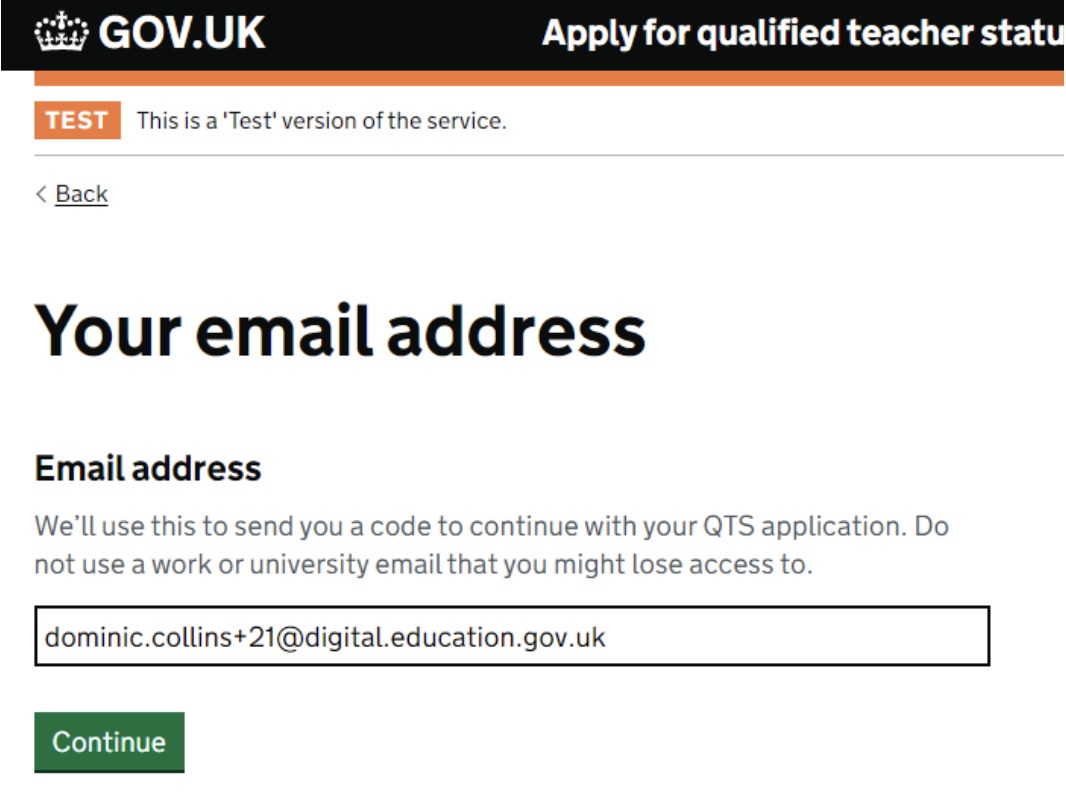 GOV.UK Apply for qualified teacher statu
TEST This is a 'Test' version of the service.
Back
Your email address
Email address
We’ll use this to send you a code to continue with your QTS application. Do
not use a work or university email that you might lose access to.
dominic.collins+21@digital.education.gov.uk
Continue